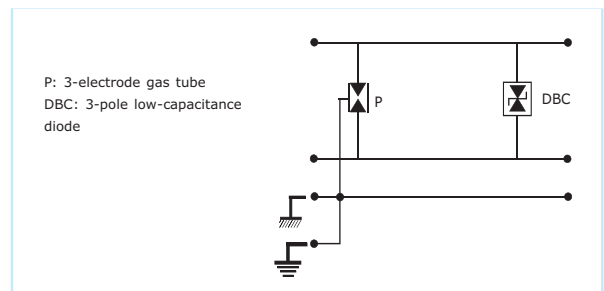 P: 3-electrode gas tube
DBC: 3-pole low-capacitance
diode
P
DBC